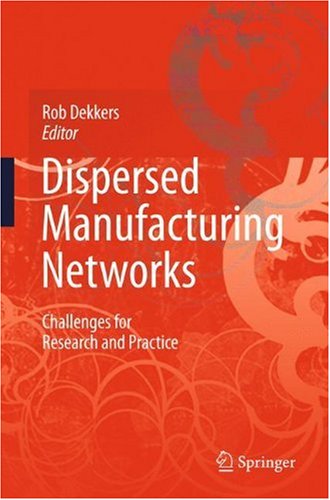 Rob Dekkers
Editor
Dispersed
Manufacturing
Networks
Challenges for
Research and Practice
Springer